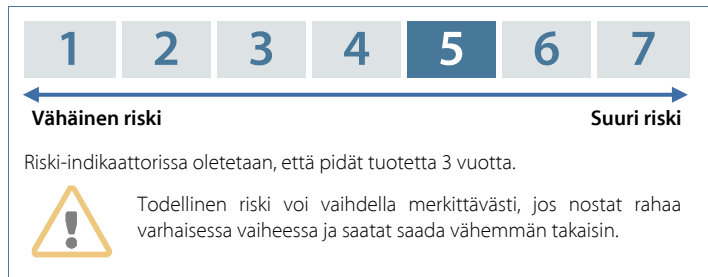 1 2 3 4 5 6 7
Vähäinen riski Suuri riski
Riski-indikaattorissa oletetaan, että pidät tuotetta 3 vuotta.
Todellinen riski voi vaihdella merkittävästi, jos nostat rahaa
varhaisessa vaiheessa ja saatat saada vähemmän takaisin.